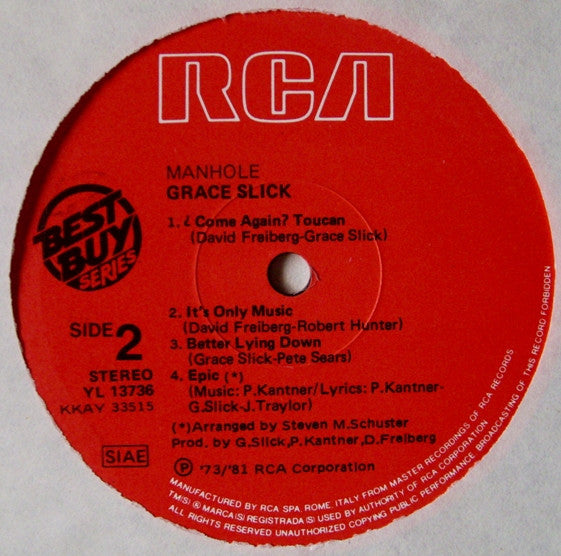 RCA
MANHOLE
GRACE SLICK
1. ¿ Come Again? Toucan
(David Freiberg-Grace Slick)
BEST
BUY
SERIES
2. It's Only Music
(David Freiberg-Robert Hunter)
3. Better Lying Down
(Grace Slick-Pete Sears)
4. Epic (*)
(Music: P.Kantner/Lyrics: P.Kantner-
G.Slick-J.Traylor)
SIDE 2
STEREO
YL 13736
KKAY 33515
(*)Arranged by Steven M.Schuster
Prod. by G.Slick,P.Kantner,D.Freiberg
SIAE
Ⓟ '73/'81 RCA Corporation
MANUFACTURED BY RCA SPA, ROME, ITALY FROM MASTER RECORDINGS OF RCA RECORDS
TM(S) ® MARCA(S) REGISTRADA(S) USED BY AUTHORITY OF RCA CORPORATION
ALL RIGHTS RESERVED UNAUTHORIZED COPYING PUBLIC PERFORMANCE BROADCASTING OF THIS RECORD FORBIDDEN